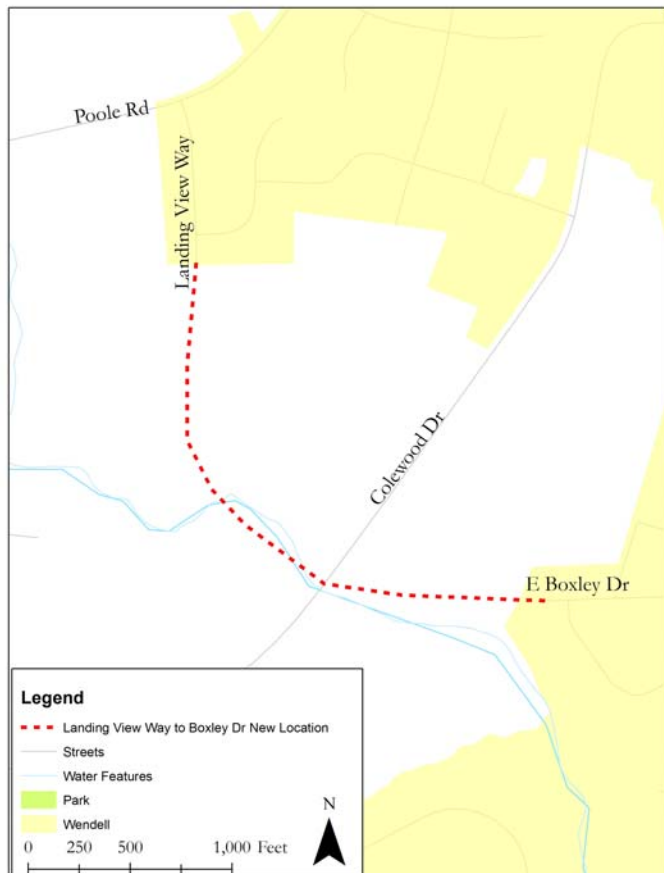 Poole Rd
Landing View Way
Colewood Dr
E Boxley Dr
Legend
Landing View Way to Boxley Dr New Location
Streets
Water Features
Park
Wendell
N
0 250 500 1,000 Feet